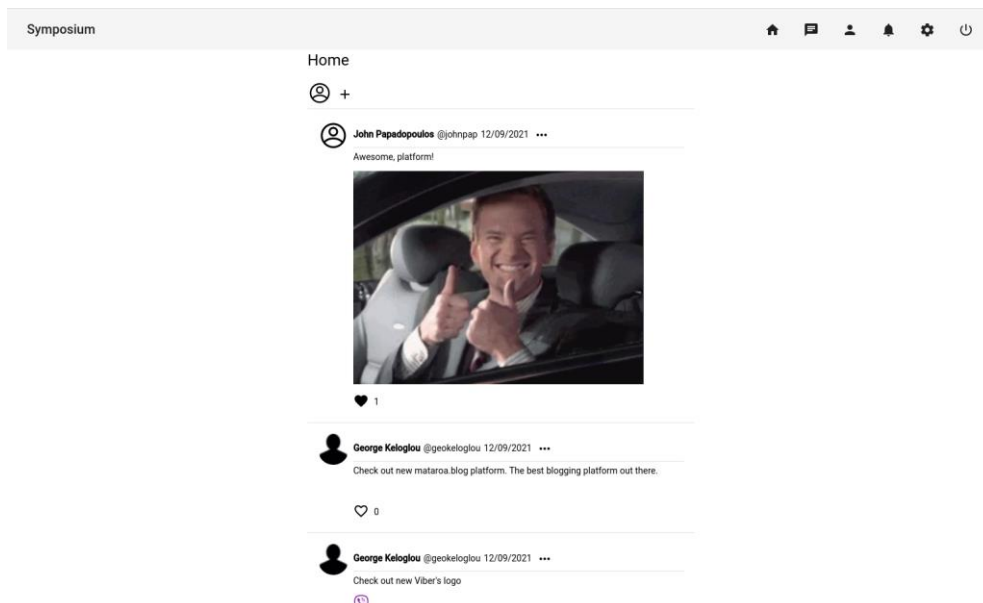 Symposium
Home
+
John Papadopoulos @johnpap 12/09/2021 •••
Awesome, platform!
1
George Keloglou @geokeloglou 12/09/2021 •••
Check out new mataroa.blog platform. The best blogging platform out there.
0
George Keloglou @geokeloglou 12/09/2021 •••
Check out new Viber's logo